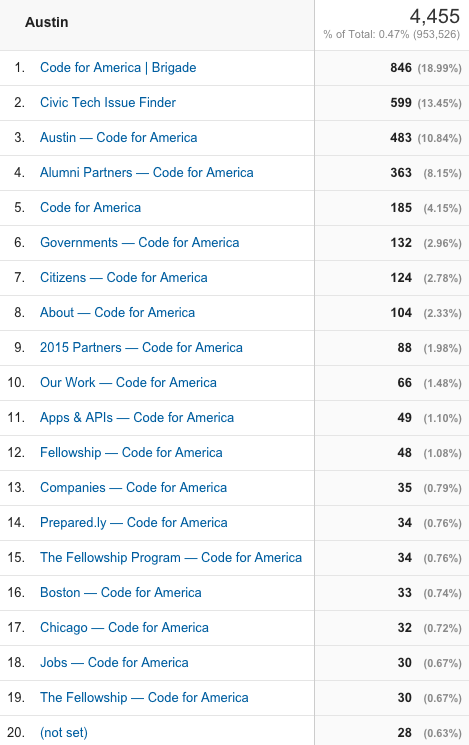 Austin 4,455
% of Total: 0.47% (953,526)
1. Code for America | Brigade 846 (18.99%)
2. Civic Tech Issue Finder 599 (13.45%)
3. Austin — Code for America 483 (10.84%)
4. Alumni Partners — Code for America 363 (8.15%)
5. Code for America 185 (4.15%)
6. Governments — Code for America 132 (2.96%)
7. Citizens — Code for America 124 (2.78%)
8. About — Code for America 104 (2.33%)
9. 2015 Partners — Code for America 88 (1.98%)
10. Our Work — Code for America 66 (1.48%)
11. Apps & APIs — Code for America 49 (1.10%)
12. Fellowship — Code for America 48 (1.08%)
13. Companies — Code for America 35 (0.79%)
14. Prepared.ly — Code for America 34 (0.76%)
15. The Fellowship Program — Code for America 34 (0.76%)
16. Boston — Code for America 33 (0.74%)
17. Chicago — Code for America 32 (0.72%)
18. Jobs — Code for America 30 (0.67%)
19. The Fellowship — Code for America 30 (0.67%)
20. (not set) 28 (0.63%)